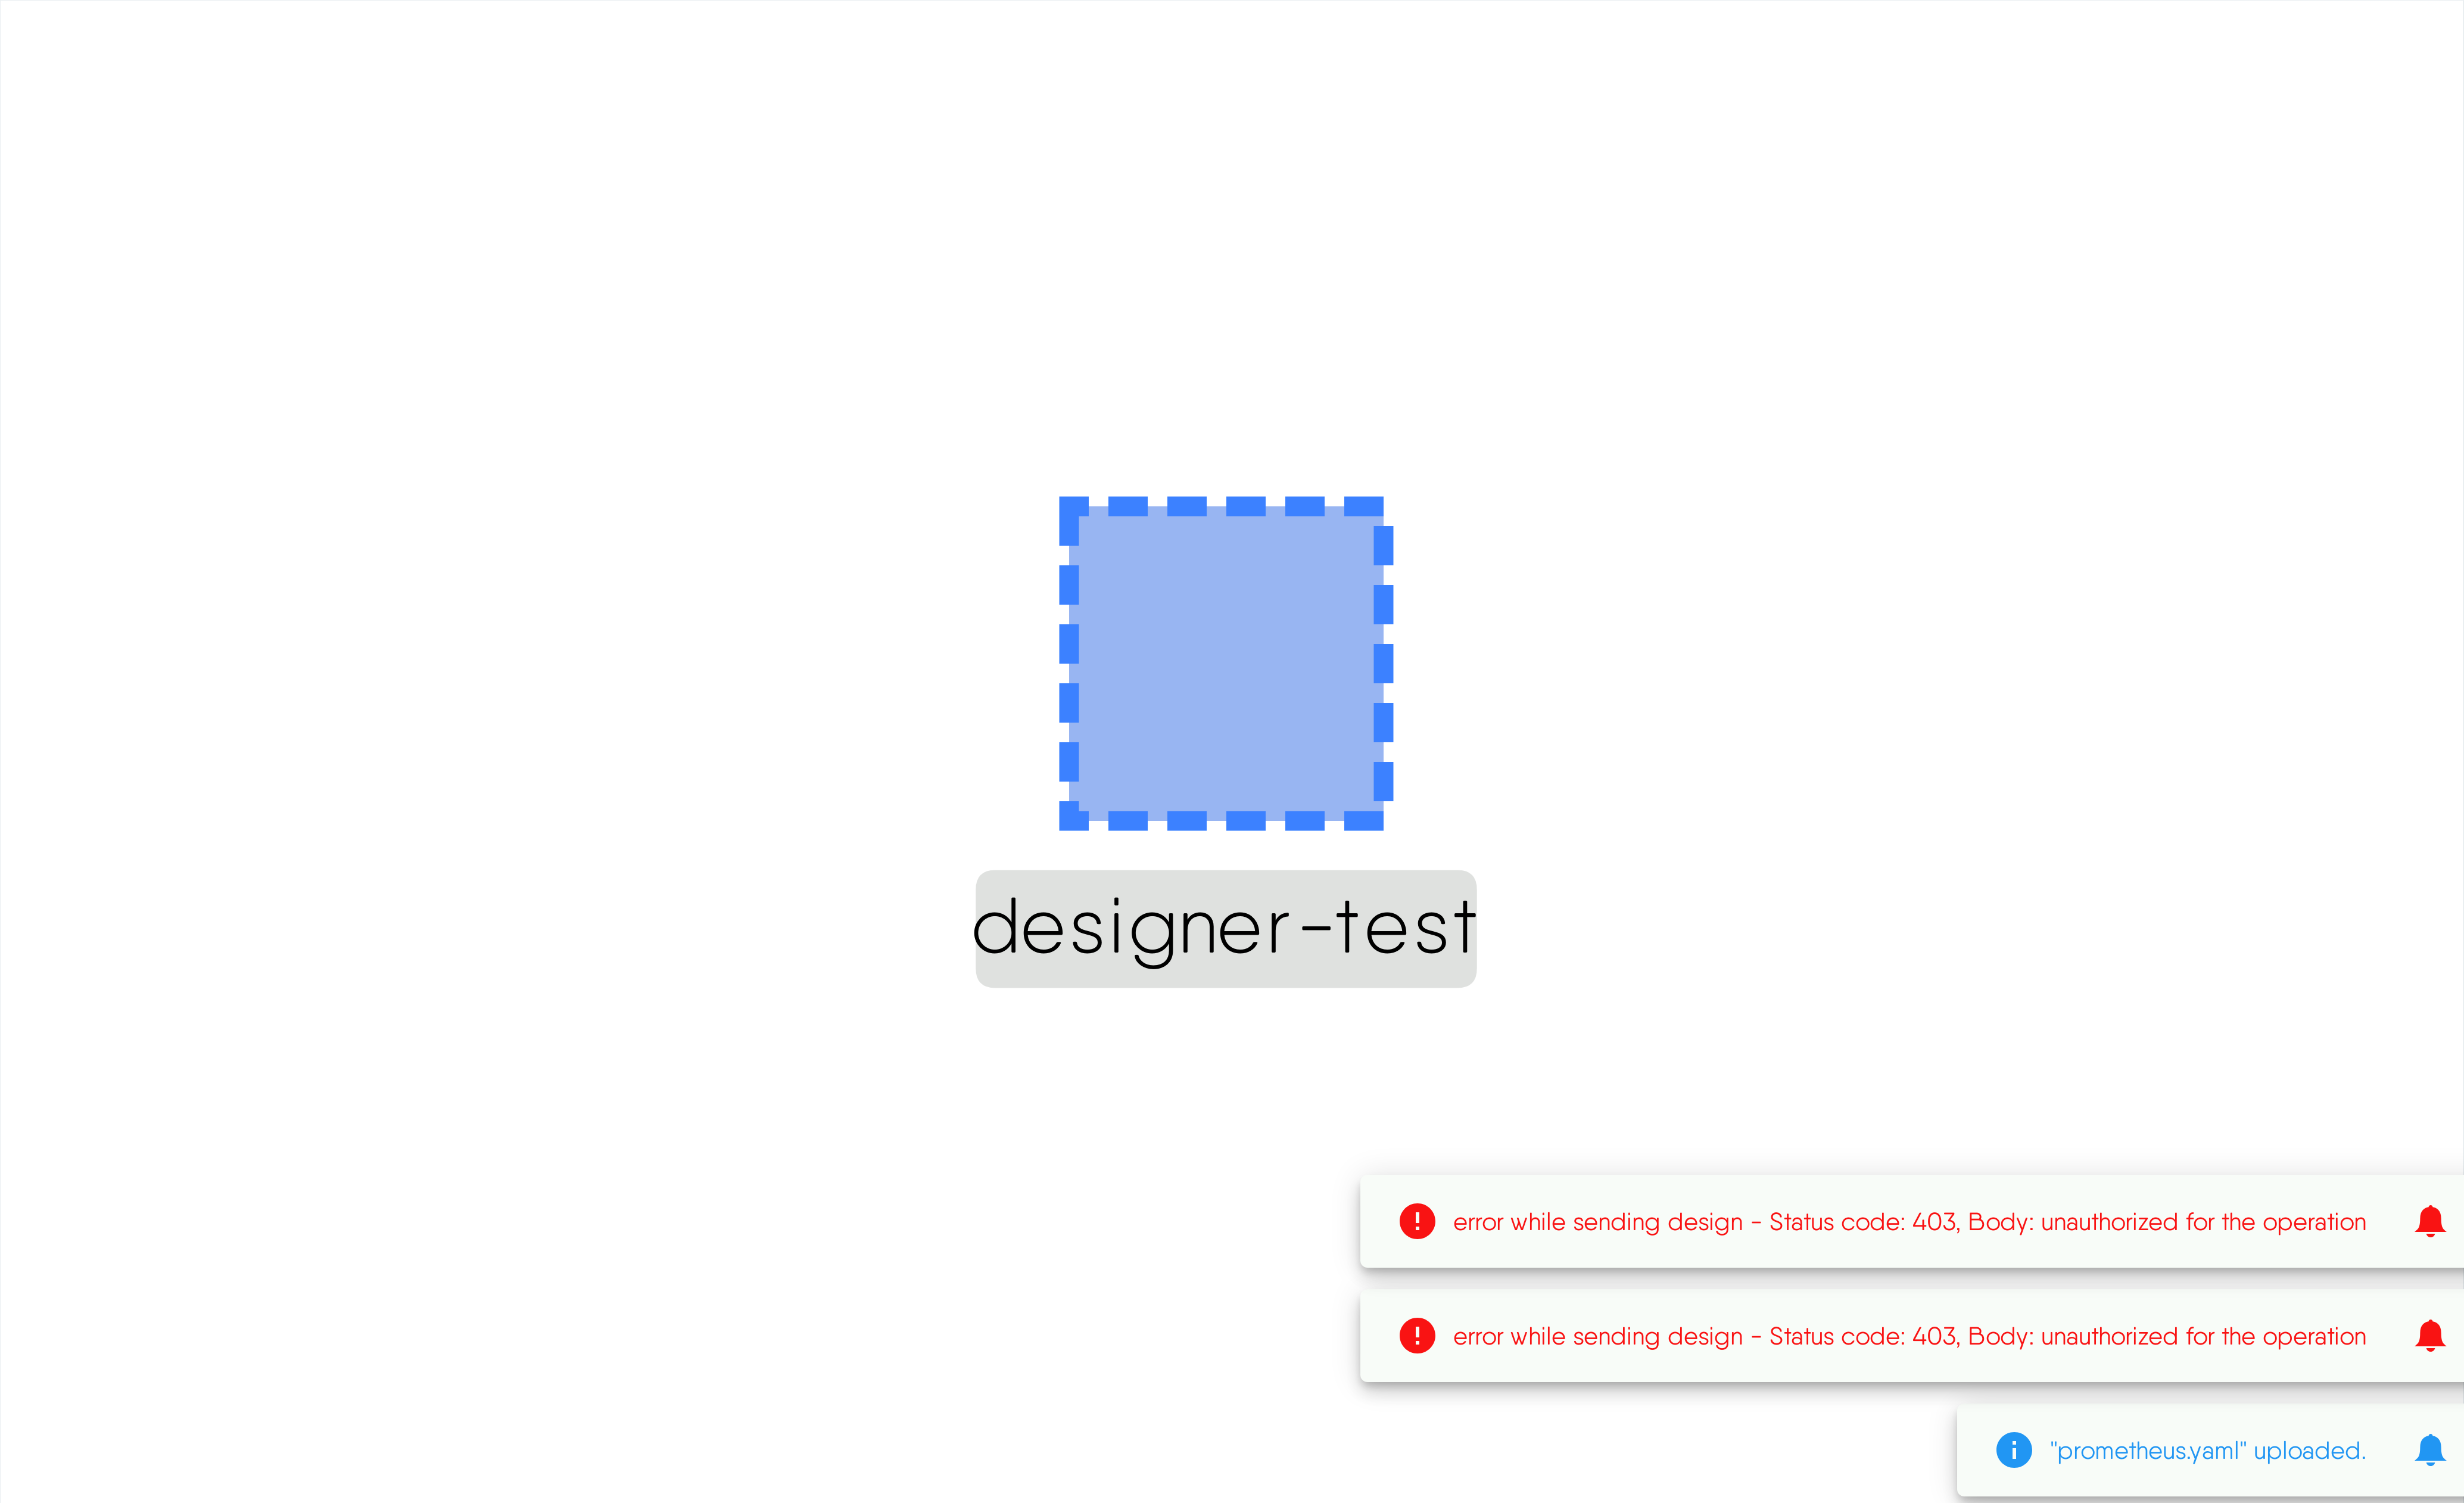 designer-test
error while sending design - Status code: 403, Body: unauthorized for the operation
error while sending design - Status code: 403, Body: unauthorized for the operation
"prometheus.yaml" uploaded.